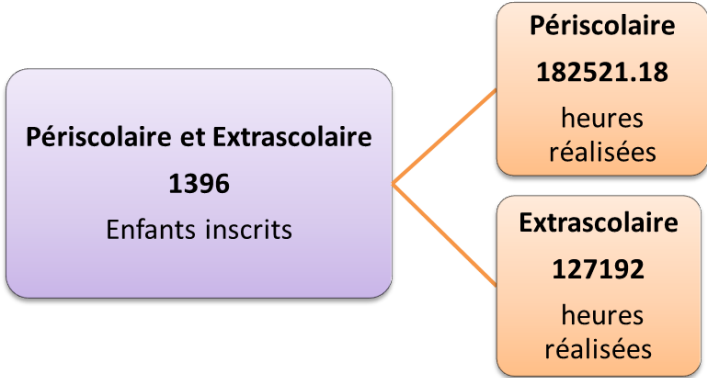 Périscolaire et Extrascolaire
1396
Enfants inscrits
Périscolaire
182521.18
heures
réalisées
Extrascolaire
127192
heures
réalisées